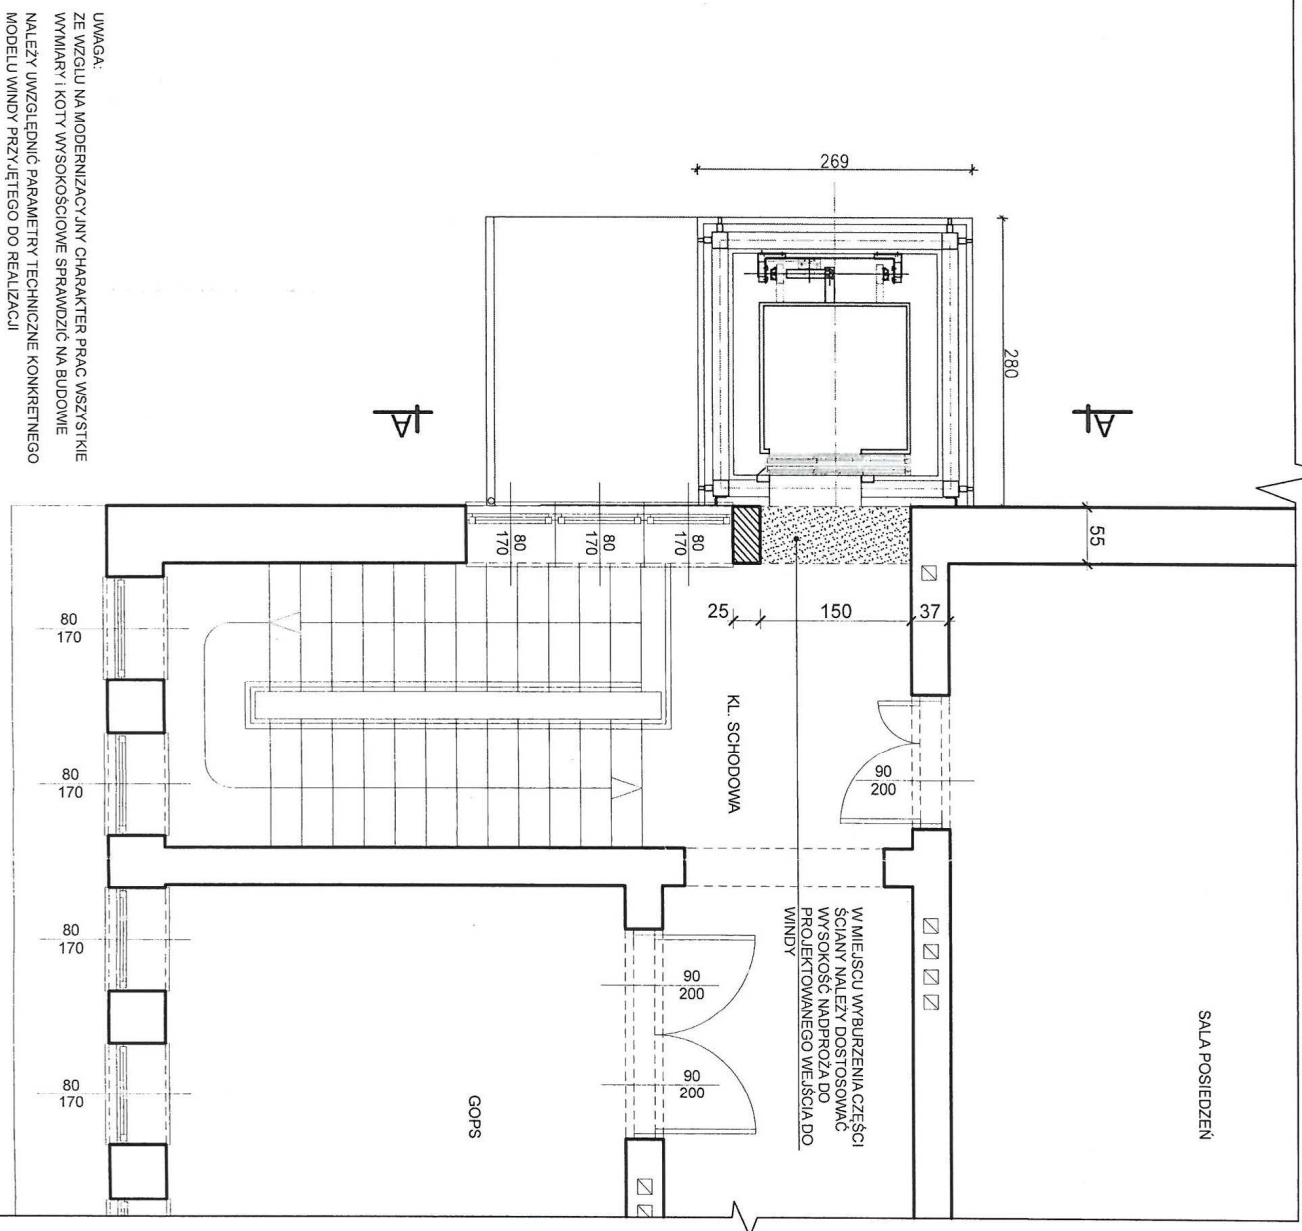 UWAGA:
ZE WZGLU NA MODERNIZACYJNY CHARAKTER PRAC WSZYSTKIE
WYMIARY i KOTY WYSOKOŚCIOWE SPRAWDZIĆ NA BUDOWIE
NALEŻY UWZGLĘDNIĆ PARAMETRY TECHNICZNE KONKRETNEGO
MODELU WINDY PRZYJĘTEGO DO REALIZACJI
269
280
A
A
55
80
170
80
170
80
170
25
150
37
80
170
KL. SCHODOWA
80
170
90
200
W MIEJSCU WYBURZENIA CZĘŚCI
ŚCIANY NALEŻY DOSTOSOWAĆ
WYSOKOŚĆ NADPROŻA DO
PROJEKTOWANEGO WEJŚCIA DO
WINDY
80
170
90
200
90
200
80
170
GOPS
SALA POSIEDZEŃ